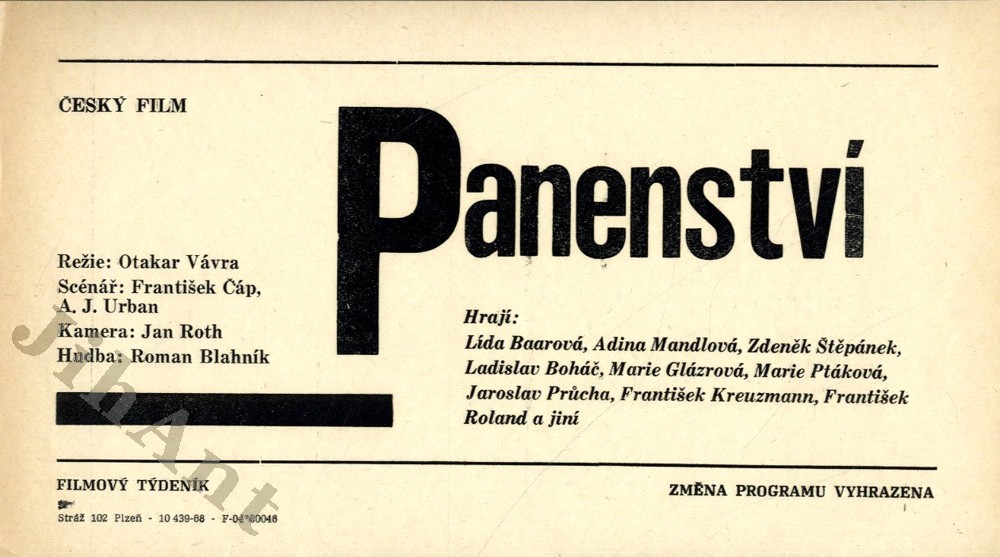 ČESKÝ FILM
Panenství
Režie: Otakar Vávra
Scénář: František Čáp,
A. J. Urban
Kamera: Jan Roth
Hudba: Roman Blahník
Hrají:
Lída Baarová, Adina Mandlová, Zdeněk Štěpánek,
Ladislav Boháč, Marie Glázrová, Marie Ptáková,
Jaroslav Průcha, František Kreuzmann, František
Roland a jiní
FILMOVÝ TÝDENÍK
ZMĚNA PROGRAMU VYHRAZENA
Stráž 102 Plzeň - 10 439-68 -
JihAnt